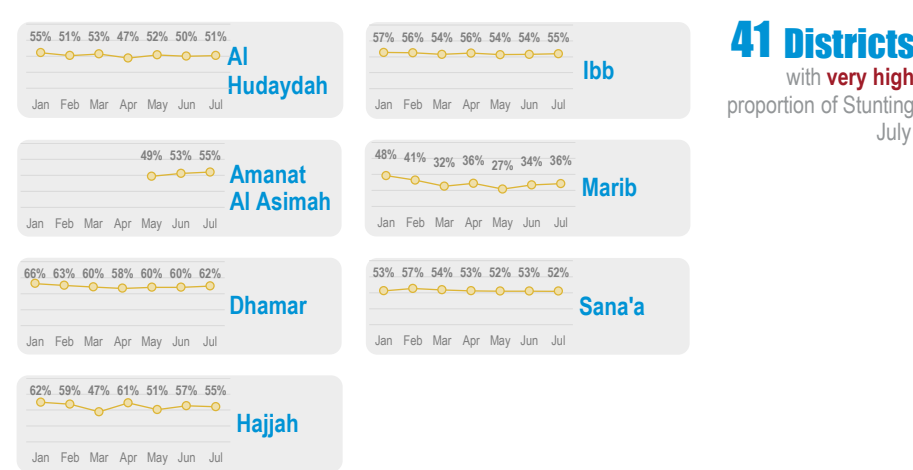 55% 51% 53% 47% 52% 50% 51%
Al
Hudaydah
Jan Feb Mar Apr May Jun Jul
57% 56% 54% 56% 54% 54% 55%
Ibb
Jan Feb Mar Apr May Jun Jul
41 Districts
with very high
proportion of Stunting
July
49% 53% 55%
Amanat
Al Asimah
Jan Feb Mar Apr May Jun Jul
48% 41% 32% 36% 27% 34% 36%
Marib
Jan Feb Mar Apr May Jun Jul
66% 63% 60% 58% 60% 60% 62%
Dhamar
Jan Feb Mar Apr May Jun Jul
53% 57% 54% 53% 52% 53% 52%
Sana'a
Jan Feb Mar Apr May Jun Jul
62% 59% 47% 61% 51% 57% 55%
Hajjah
Jan Feb Mar Apr May Jun Jul